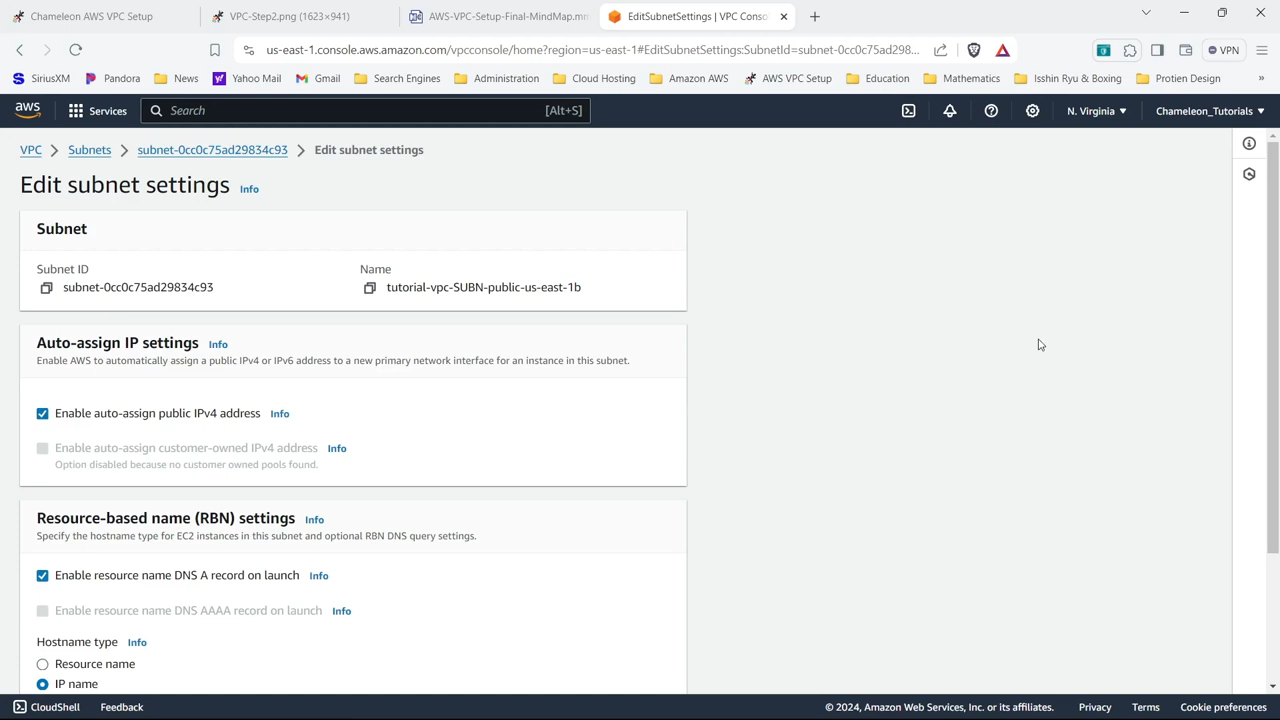 Chameleon AWS VPC Setup
VPC-Step2.png (1623×941)
AWS-VPC-Setup-Final-MindMap.mm
EditSubnetSettings | VPC Conso
us-east-1.console.aws.amazon.com/vpcconsole/home?region=us-east-1#EditSubnetSettings:SubnetId=subnet-0cc0c75ad298...
VPN
SiriusXM
Pandora
News
Yahoo Mail
Gmail
Search Engines
Administration
Cloud Hosting
Amazon AWS
AWS VPC Setup
Education
Mathematics
Isshin Ryu & Boxing
Protien Design
»
aws
Services
Search
[Alt+S]
N. Virginia
Chameleon_Tutorials
VPC
Subnets
subnet-0cc0c75ad29834c93
Edit subnet settings
Edit subnet settings Info
Subnet
Subnet ID
subnet-0cc0c75ad29834c93
Name
tutorial-vpc-SUBN-public-us-east-1b
Auto-assign IP settings Info
Enable AWS to automatically assign a public IPv4 or IPv6 address to a new primary network interface for an instance in this subnet.
Enable auto-assign public IPv4 address Info
Enable auto-assign customer-owned IPv4 address Info
Option disabled because no customer owned pools found.
Resource-based name (RBN) settings Info
Specify the hostname type for EC2 instances in this subnet and optional RBN DNS query settings.
Enable resource name DNS A record on launch Info
Enable resource name DNS AAAA record on launch Info
Hostname type Info
Resource name
IP name
CloudShell
Feedback
© 2024, Amazon Web Services, Inc. or its affiliates.
Privacy
Terms
Cookie preferences